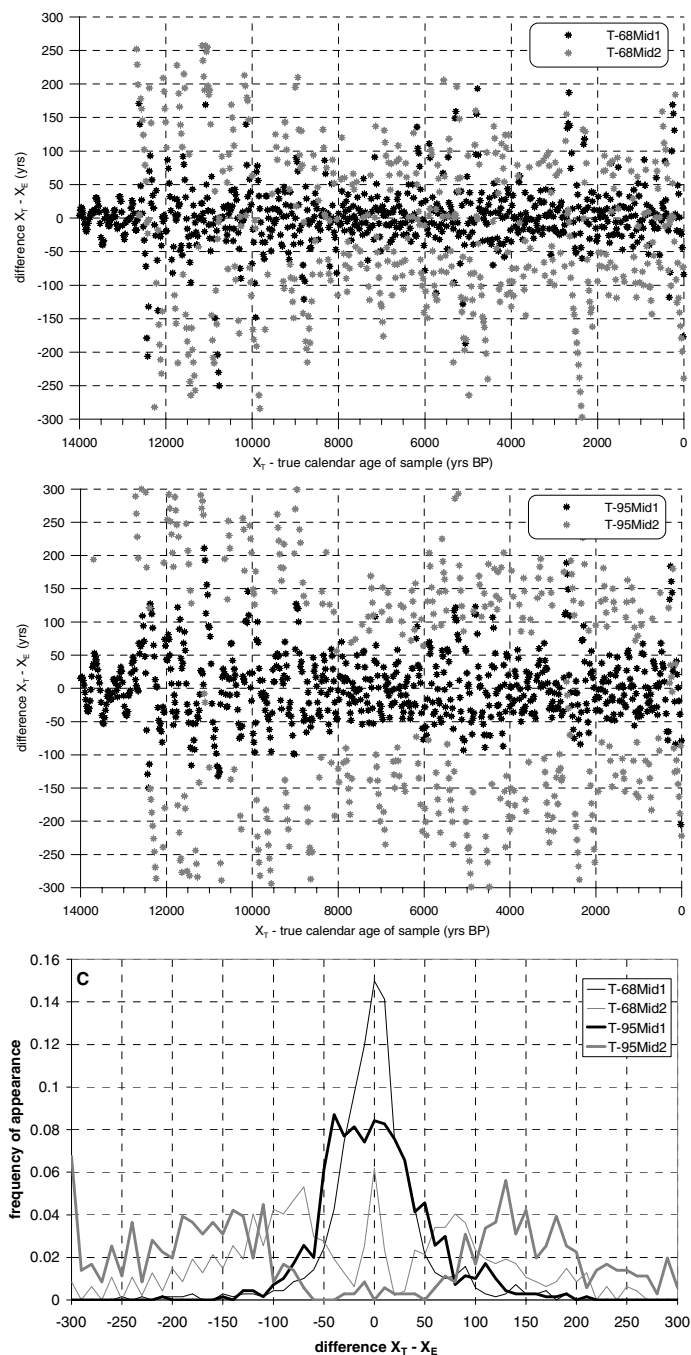 300
250
200
150
100
50
0
-50
-100
-150
-200
-250
-300
difference X_T - X_E (yrs)
T-68Mid1
T-68Mid2
14000 12000 10000 8000 6000 4000 2000 0
X_T - true calendar age of sample (yrs BP)
300
250
200
150
100
50
0
-50
-100
-150
-200
-250
-300
difference X_T - X_E (yrs)
T-95Mid1
T-95Mid2
14000 12000 10000 8000 6000 4000 2000 0
X_T - true calendar age of sample (yrs BP)
0.16
0.14
0.12
0.1
0.08
0.06
0.04
0.02
0
frequency of appearance
C
T-68Mid1
T-68Mid2
T-95Mid1
T-95Mid2
-300 -250 -200 -150 -100 -50 0 50 100 150 200 250 300
difference X_T - X_E